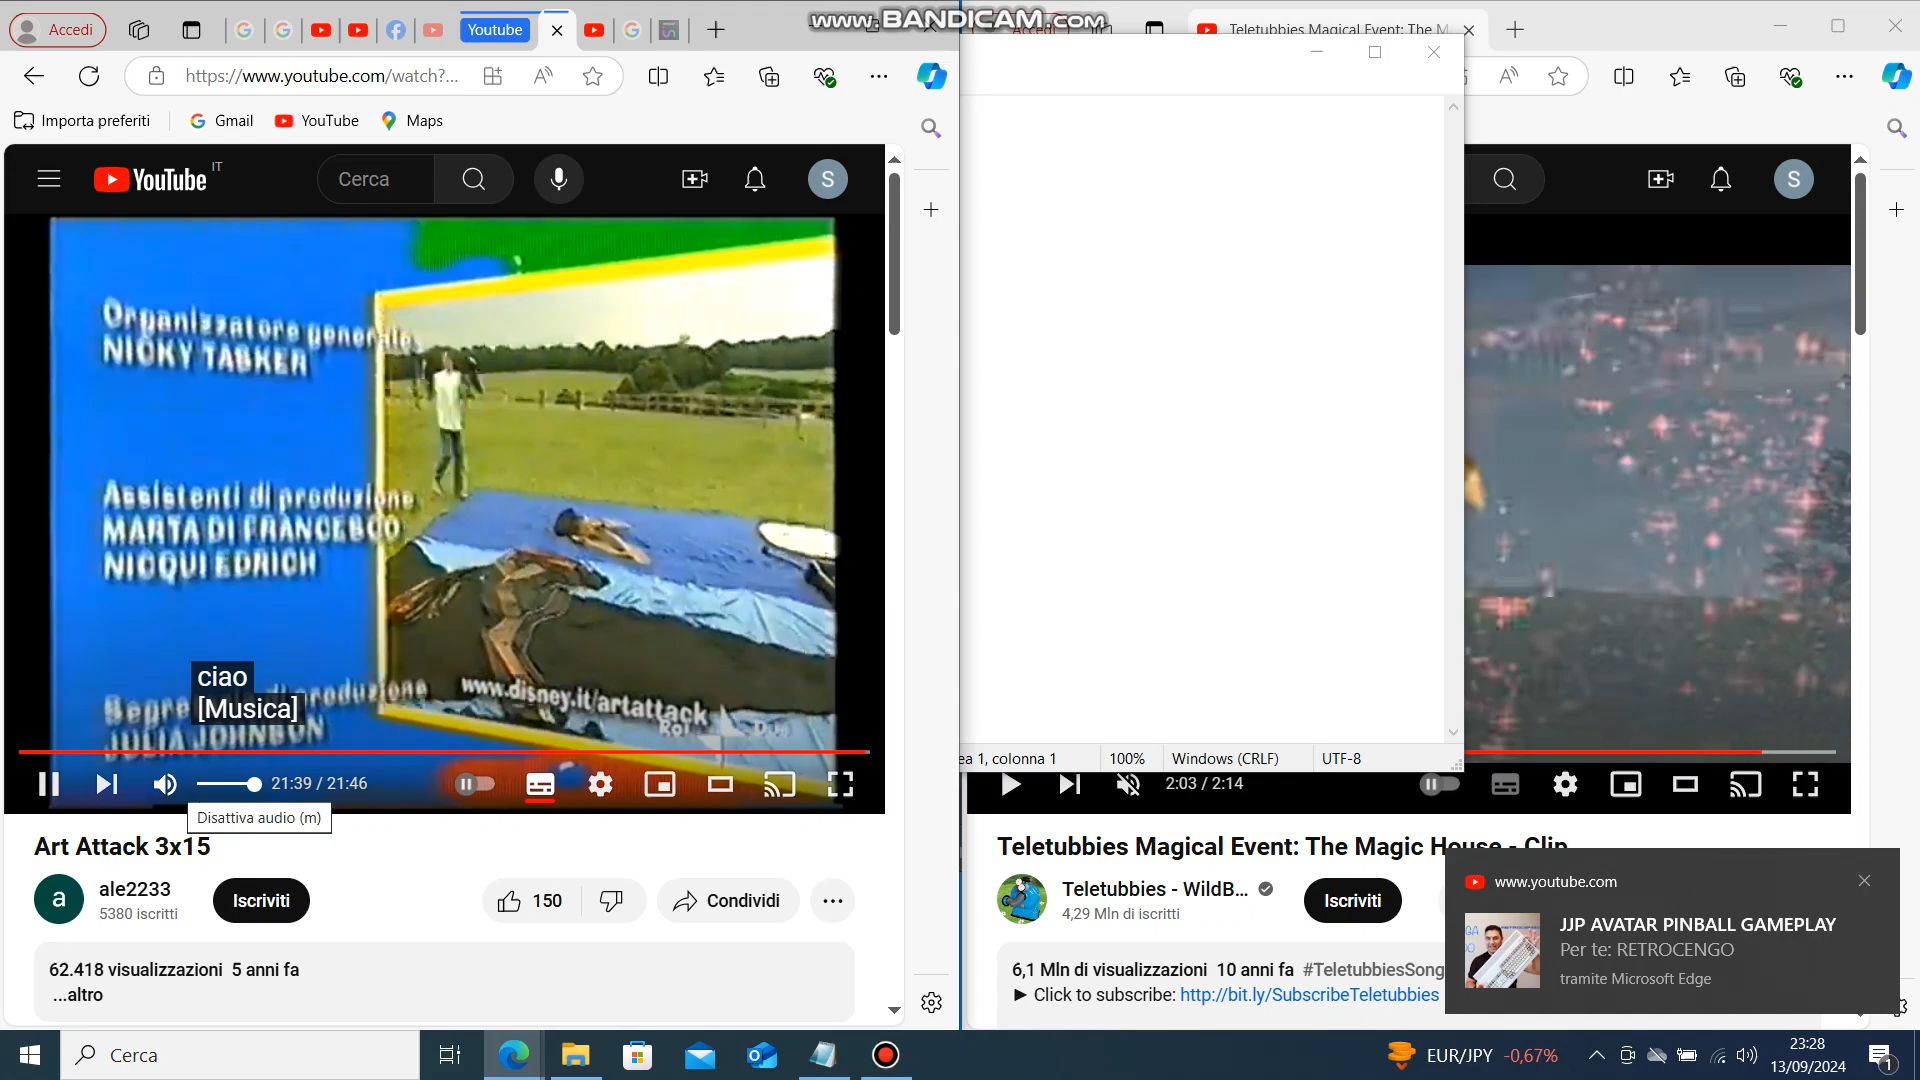 www.BANDICAM.com
Accedi
Youtube
Teletubbies Magical Event: The M
https://www.youtube.com/watch?...
Importa preferiti
Gmail
YouTube
Maps
YouTube IT
Cerca
S
S
Organizzatore generale
NICKY TASKER
Assistenti di produzione
MARTA DI FRANCESCO
NICQUI EDRICH
JULIA JOHNSON
www.disney.it/artattack
Rai
ciao
[Musica]
21:39 / 21:46
Disattiva audio (m)
ea 1, colonna 1
100%
Windows (CRLF)
UTF-8
2:03 / 2:14
Art Attack 3x15
a
ale2233
5380 iscritti
Iscriviti
150
Condividi
62.418 visualizzazioni 5 anni fa
...altro
Teletubbies Magical Event: The Magic House - Clip
Teletubbies - WildB...
4,29 Mln di iscritti
Iscriviti
6,1 Mln di visualizzazioni 10 anni fa #TeletubbiesSong
► Click to subscribe: http://bit.ly/SubscribeTeletubbies
www.youtube.com
JJP AVATAR PINBALL GAMEPLAY
Per te: RETROCENGO
tramite Microsoft Edge
Cerca
EUR/JPY -0,67%
23:28
13/09/2024
1